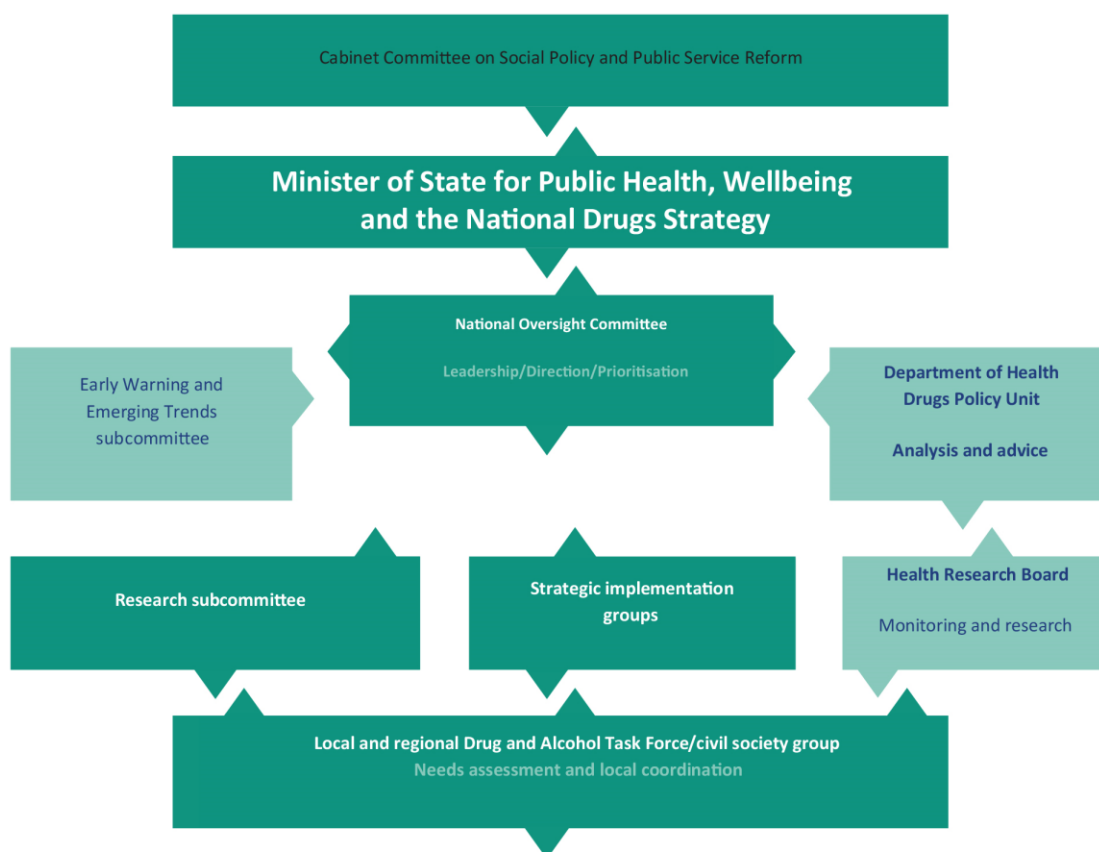 Cabinet Committee on Social Policy and Public Service Reform
Minister of State for Public Health, Wellbeing
and the National Drugs Strategy
National Oversight Committee
Leadership/Direction/Prioritisation
Early Warning and
Emerging Trends
subcommittee
Department of Health
Drugs Policy Unit
Analysis and advice
Research subcommittee
Strategic implementation
groups
Health Research Board
Monitoring and research
Local and regional Drug and Alcohol Task Force/civil society group
Needs assessment and local coordination